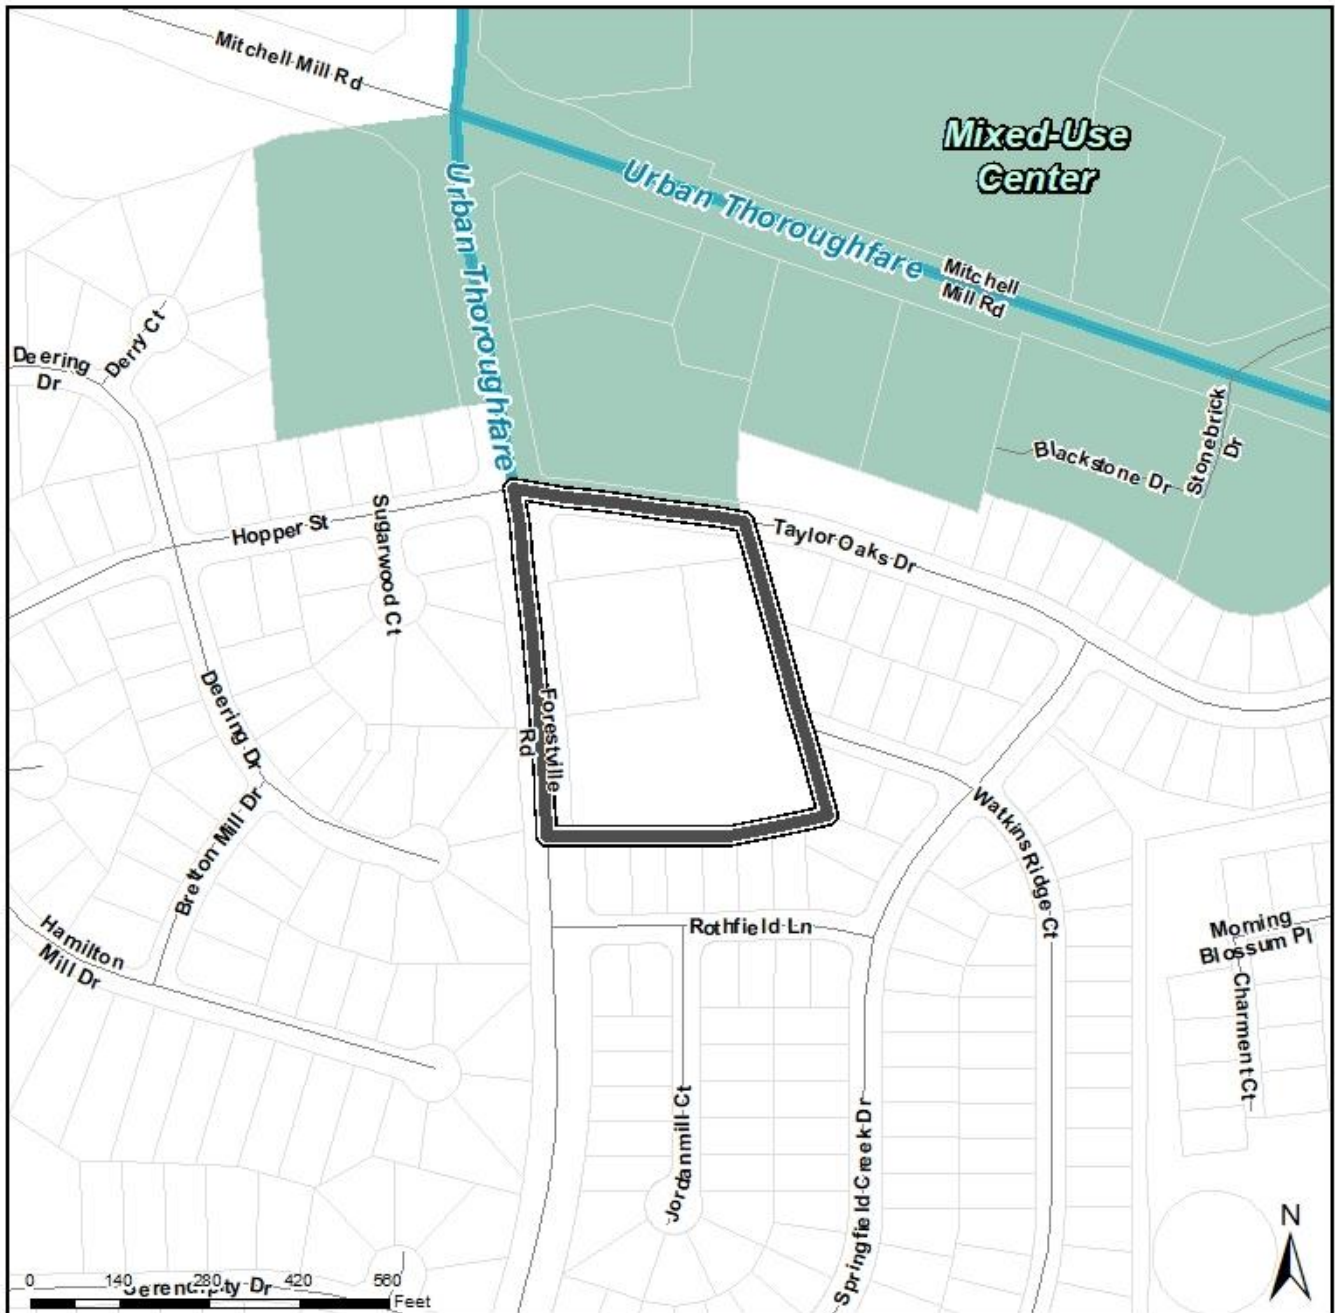 Mitchell Mill Rd
Mixed-Use
Center
Urban Thoroughfare
Urban Thoroughfare
Mitchell
Mill Rd
Derry Ct
Deering
Dr
Stonebrick
Dr
Blackstone Dr
Hopper St
Sugarwood Ct
Taylor Oaks Dr
Deering Dr
Forestville
Rd
Bretton Mill Dr
Watkins Ridge Ct
Hamilton
Mill Dr
Rothfield Ln
Morning
Blossum Pl
Charment Ct
Jordanmill Ct
Springfield Creek Dr
N
0 140 280 420 560
Serendipity Dr
Feet